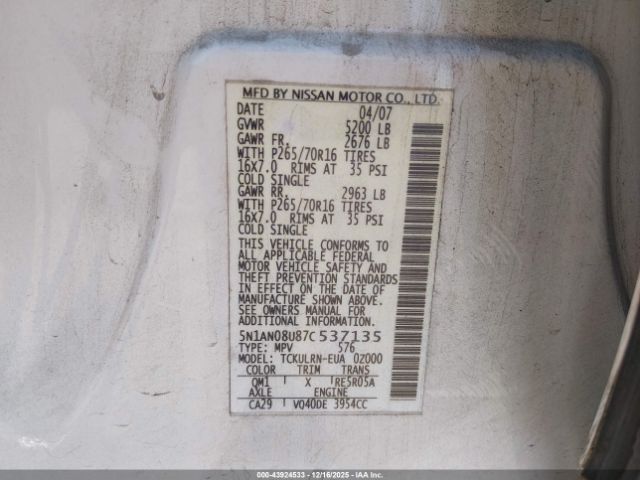 MFD BY NISSAN MOTOR CO., LTD.
DATE 04/07
GVWR 5200 LB
GAWR FR. 2676 LB
WITH P265/70R16 TIRES
16X7.0 RIMS AT 35 PSI
COLD SINGLE
GAWR RR. 2963 LB
WITH P265/70R16 TIRES
16X7.0 RIMS AT 35 PSI
COLD SINGLE
THIS VEHICLE CONFORMS TO
ALL APPLICABLE FEDERAL
MOTOR VEHICLE SAFETY AND
THEFT PREVENTION STANDARDS
IN EFFECT ON THE DATE OF
MANUFACTURE SHOWN ABOVE.
SEE OWNERS MANUAL FOR
ADDITIONAL INFORMATION.
5N1AN08U87C537135
TYPE: MPV 576
MODEL: TCKULRN-EUA 0Z000
COLOR TRIM TRANS
QM1 X RE5R05A
AXLE ENGINE
CA29 VQ40DE 3954CC
000-43924533 - 12/16/2025 - IAAI.COM